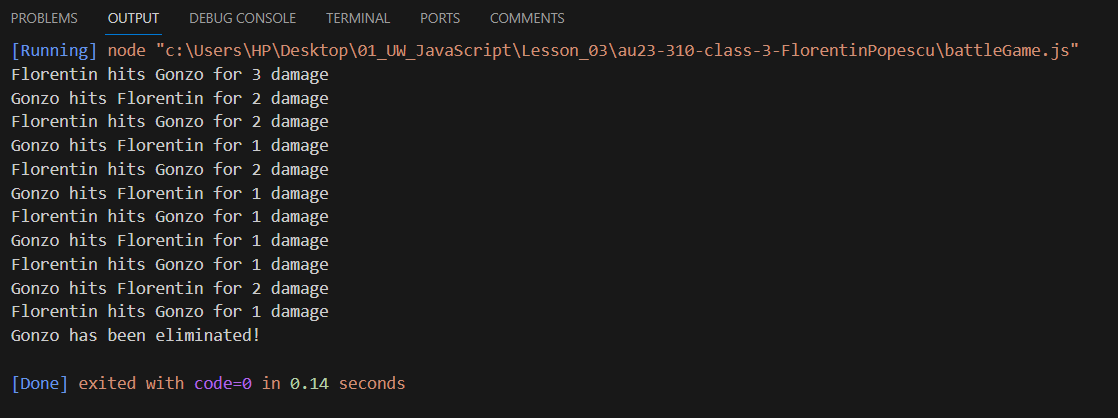 PROBLEMS OUTPUT DEBUG CONSOLE TERMINAL PORTS COMMENTS
[Running] node "c:\Users\HP\Desktop\01_UW_JavaScript\Lesson_03\au23-310-class-3-FlorentinPopescu\battleGame.js"
Florentin hits Gonzo for 3 damage
Gonzo hits Florentin for 2 damage
Florentin hits Gonzo for 2 damage
Gonzo hits Florentin for 1 damage
Florentin hits Gonzo for 2 damage
Gonzo hits Florentin for 1 damage
Florentin hits Gonzo for 1 damage
Gonzo hits Florentin for 1 damage
Florentin hits Gonzo for 1 damage
Gonzo hits Florentin for 2 damage
Florentin hits Gonzo for 1 damage
Gonzo has been eliminated!
[Done] exited with code=0 in 0.14 seconds